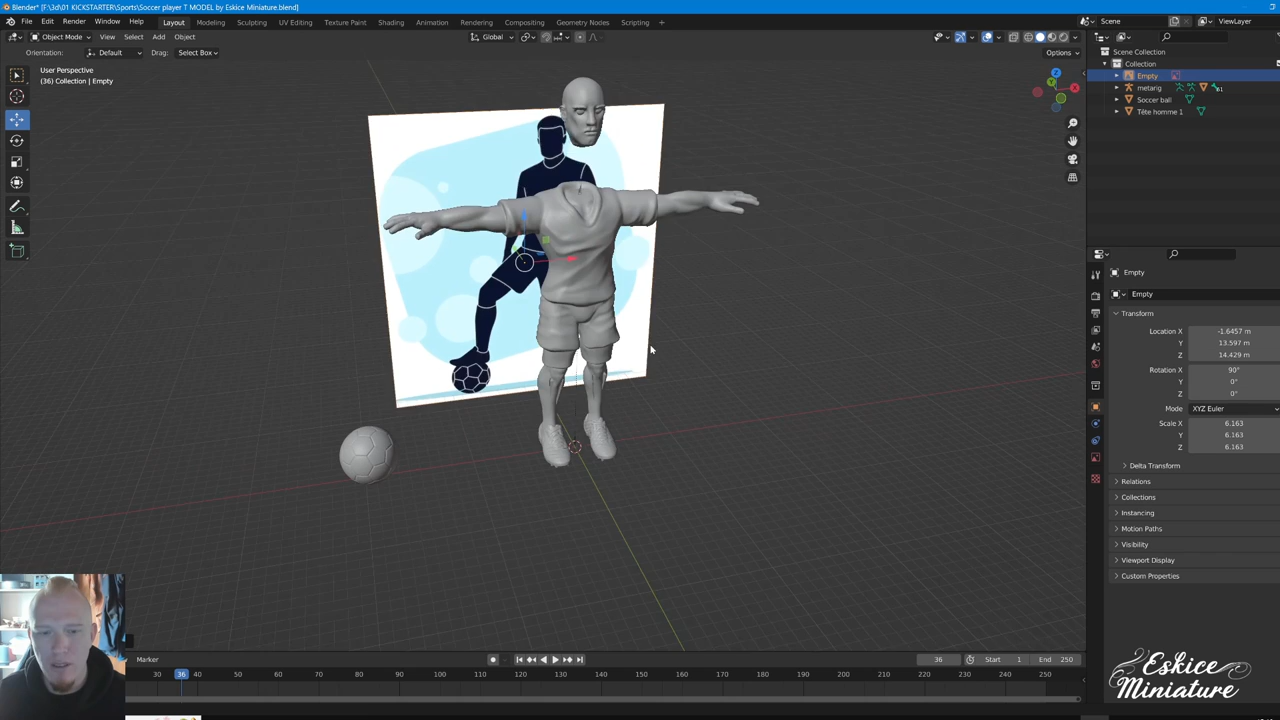 Blender* [F:\3d\01 KICKSTARTER\Sports\Soccer player T MODEL by Eskice Miniature.blend]
File Edit Render Window Help Layout Modeling Sculpting UV Editing Texture Paint Shading Animation Rendering Compositing Geometry Nodes Scripting + Scene ViewLayer
Object Mode View Select Add Object Global
Orientation: Default Drag: Select Box Options
User Perspective
(36) Collection | Empty
Scene Collection
Collection
Empty
metarig
Soccer ball
Tête homme 1
Empty
Empty
Transform
Location X -1.6457 m
Y 13.597 m
Z 14.429 m
Rotation X 90°
Y 0°
Z 0°
Mode XYZ Euler
Scale X 6.163
Y 6.163
Z 6.163
Delta Transform
Relations
Collections
Instancing
Motion Paths
Visibility
Viewport Display
Custom Properties
Marker 36 Start 1 End 250
30 36 40 50 60 70 80 90 100 110 120 130 140 150 160 170 180 190 200 210 220 230 240 250
Eskice
Miniature